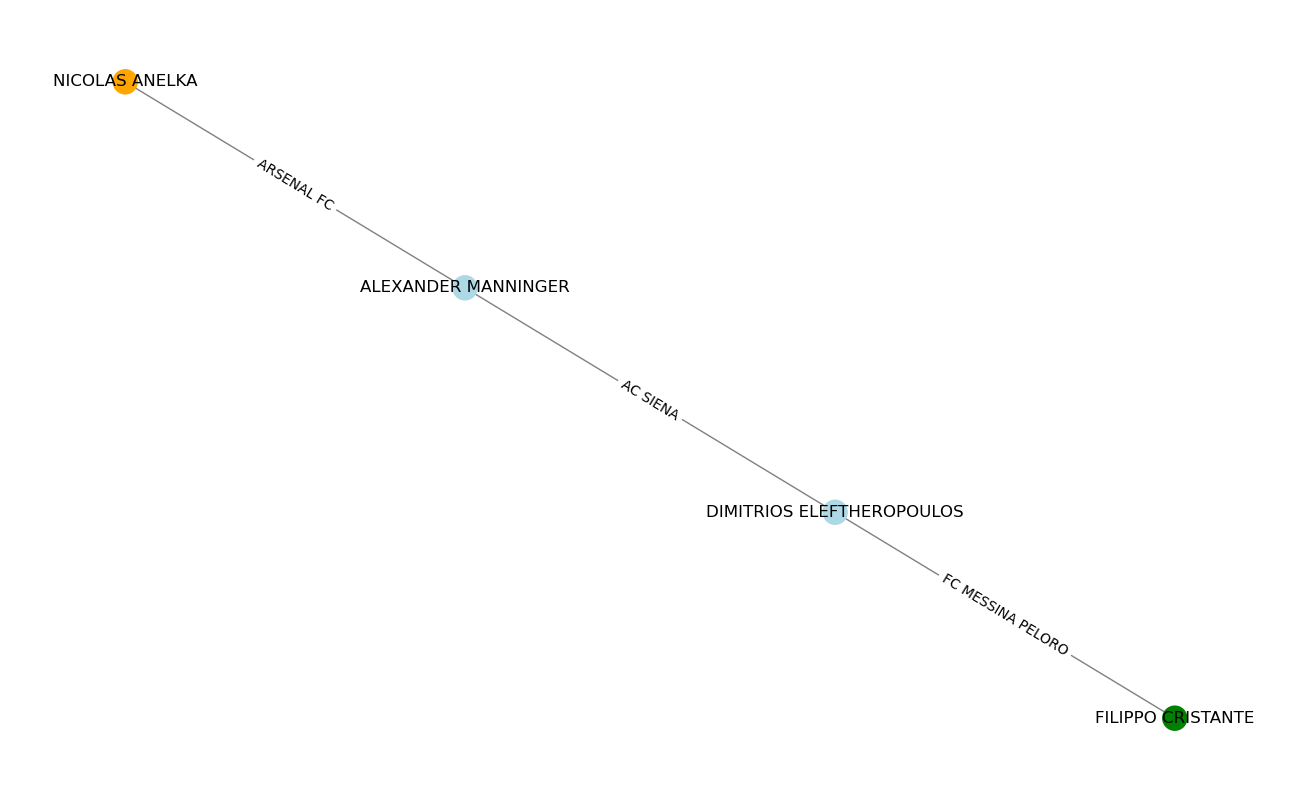 NICOLAS ANELKA
ARSENAL FC
ALEXANDER MANNINGER
AC SIENA
DIMITRIOS ELEFTHEROPOULOS
FC MESSINA PELORO
FILIPPO CRISTANTE